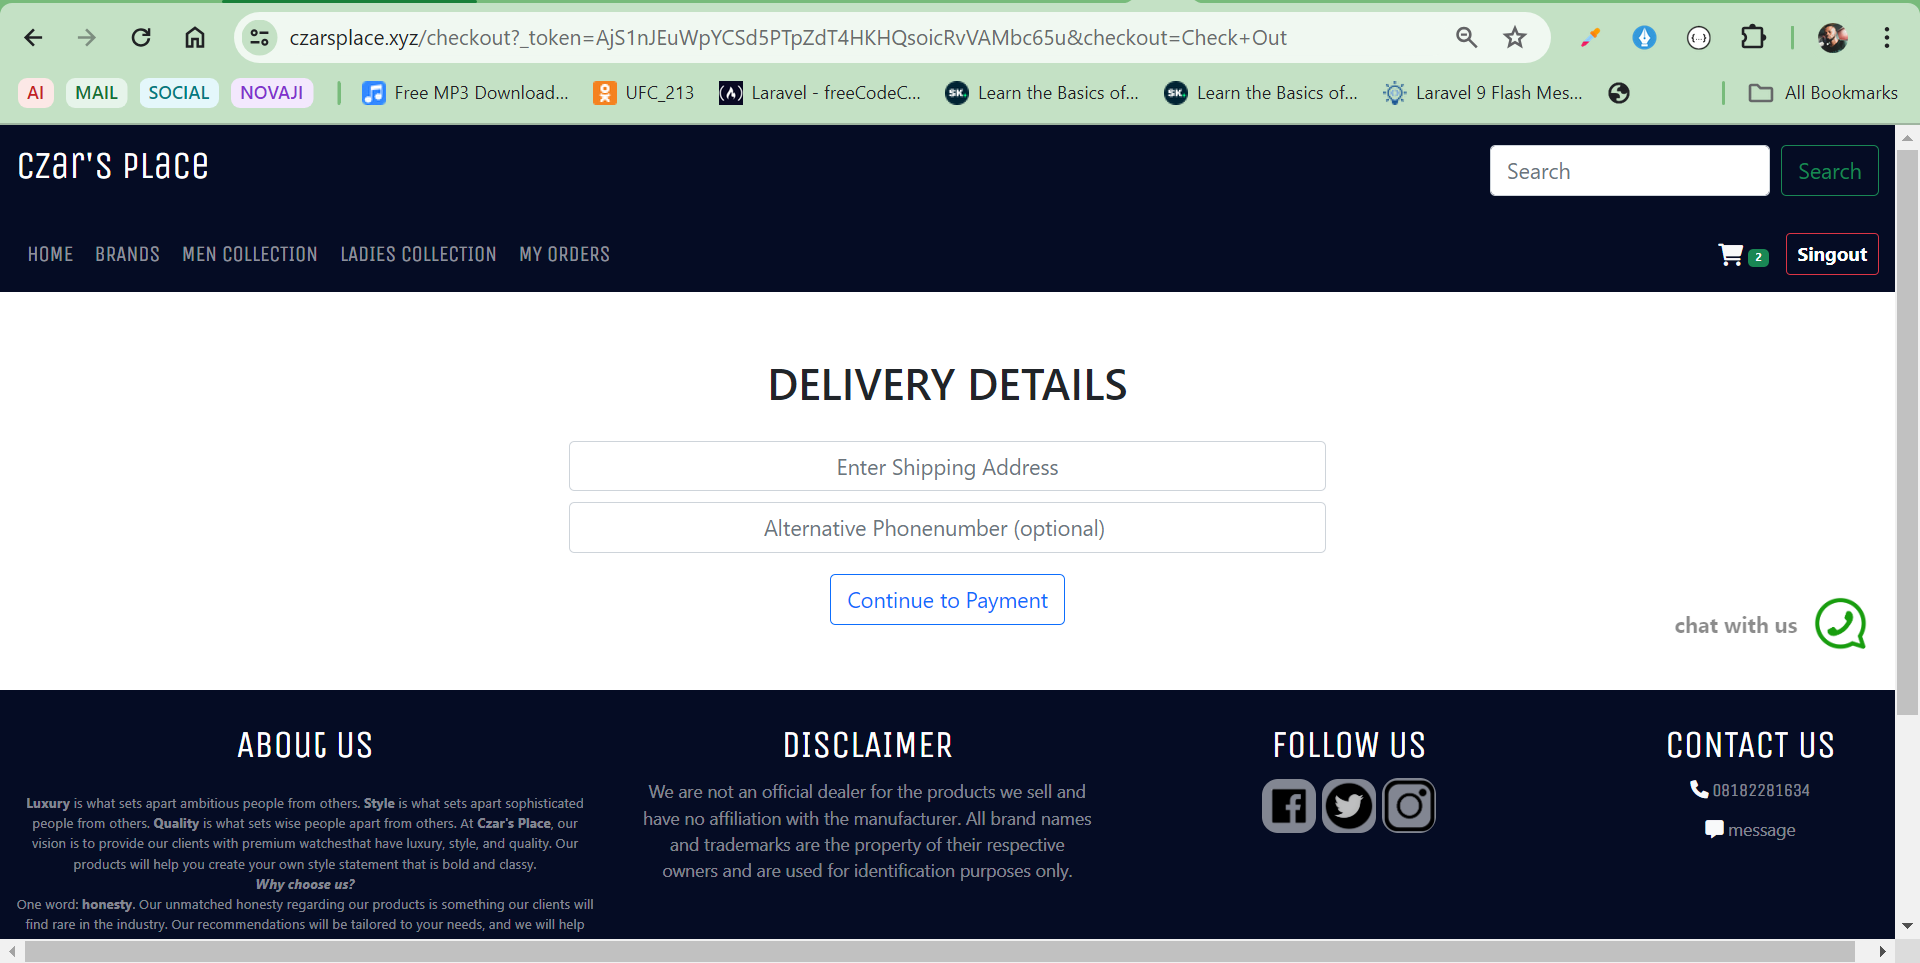 czarsplace.xyz/checkout?_token=AjS1nJEuWpYCSd5PTpZdT4HKHQsoicRvVAMbc65u&checkout=Check+Out
AI MAIL SOCIAL NOVAJI Free MP3 Download... UFC_213 Laravel - freeCodeC... Learn the Basics of... Learn the Basics of... Laravel 9 Flash Mes... All Bookmarks
Czar's Place
Search Search
HOME BRANDS MEN COLLECTION LADIES COLLECTION MY ORDERS 2 Singout
DELIVERY DETAILS
Enter Shipping Address
Alternative Phonenumber (optional)
Continue to Payment
chat with us
ABOUT US
Luxury is what sets apart ambitious people from others. Style is what sets apart sophisticated
people from others. Quality is what sets wise people apart from others. At Czar's Place, our
vision is to provide our clients with premium watchesthat have luxury, style, and quality. Our
products will help you create your own style statement that is bold and classy.
Why choose us?
One word: honesty. Our unmatched honesty regarding our products is something our clients will
find rare in the industry. Our recommendations will be tailored to your needs, and we will help
DISCLAIMER
We are not an official dealer for the products we sell and
have no affiliation with the manufacturer. All brand names
and trademarks are the property of their respective
owners and are used for identification purposes only.
FOLLOW US
CONTACT US
08182281634
message